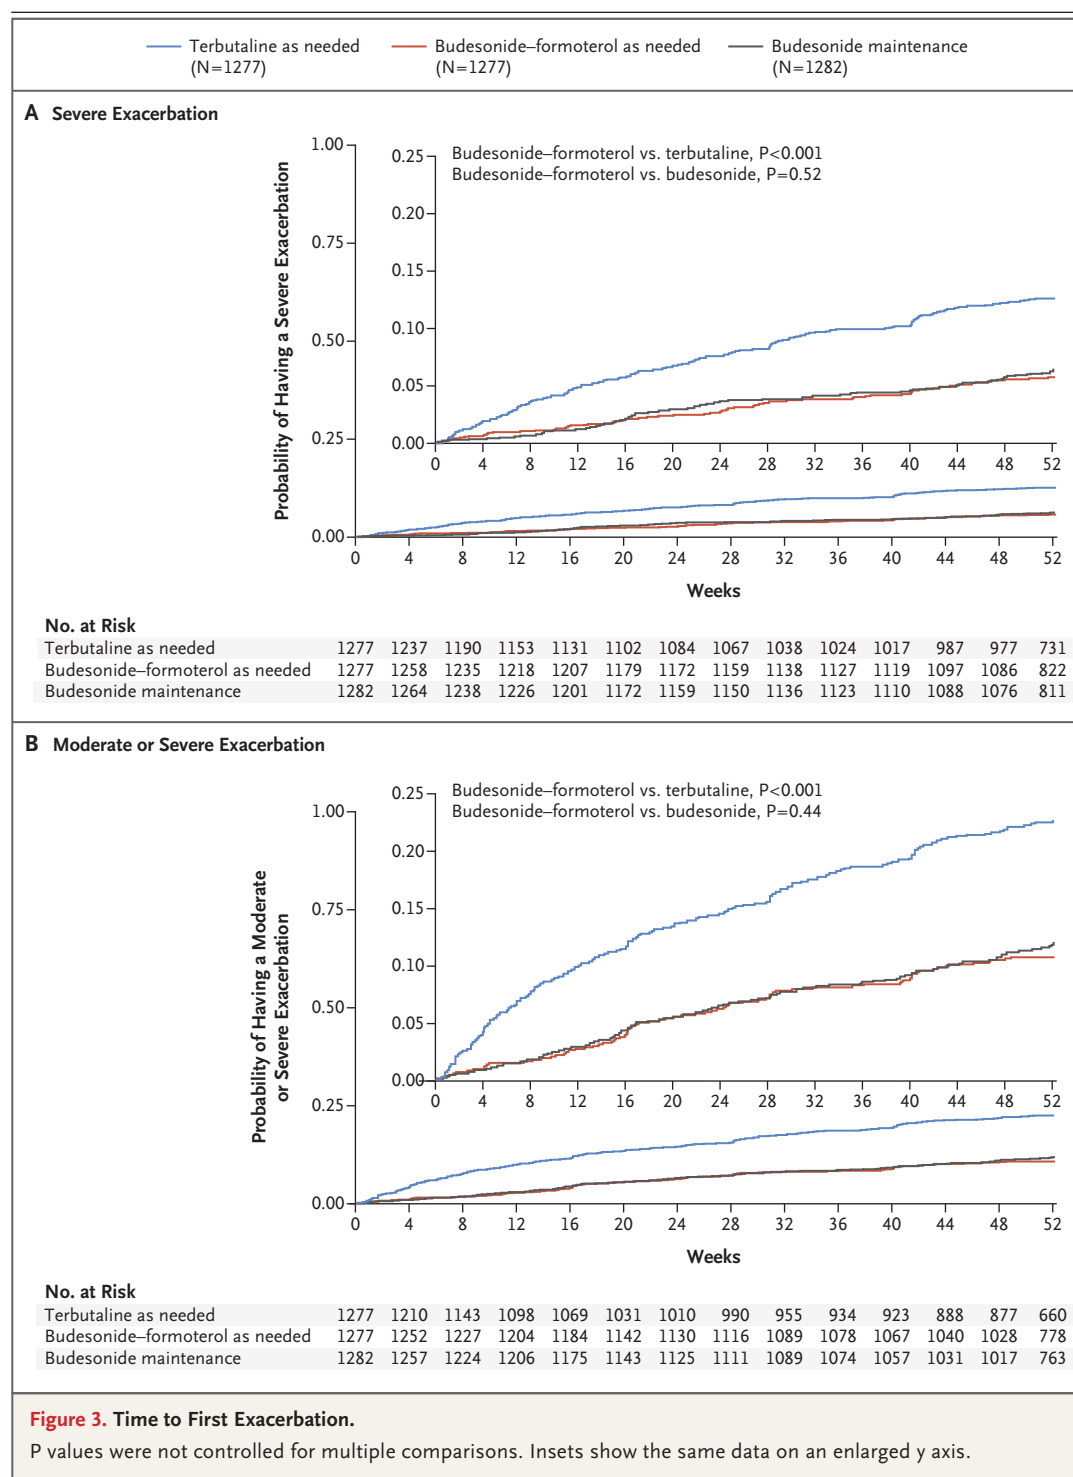 Terbutaline as needed (N=1277)
Budesonide–formoterol as needed (N=1277)
Budesonide maintenance (N=1282)
A Severe Exacerbation
Probability of Having a Severe Exacerbation
1.00
0.75
0.50
0.25
0.00
0.25
0.20
0.15
0.10
0.05
0.00
Budesonide–formoterol vs. terbutaline, P<0.001
Budesonide–formoterol vs. budesonide, P=0.52
0 4 8 12 16 20 24 28 32 36 40 44 48 52
0 4 8 12 16 20 24 28 32 36 40 44 48 52
Weeks
No. at Risk
Terbutaline as needed 1277 1237 1190 1153 1131 1102 1084 1067 1038 1024 1017 987 977 731
Budesonide–formoterol as needed 1277 1258 1235 1218 1207 1179 1172 1159 1138 1127 1119 1097 1086 822
Budesonide maintenance 1282 1264 1238 1226 1201 1172 1159 1150 1136 1123 1110 1088 1076 811
B Moderate or Severe Exacerbation
Probability of Having a Moderate
or Severe Exacerbation
1.00
0.75
0.50
0.25
0.00
0.25
0.20
0.15
0.10
0.05
0.00
Budesonide–formoterol vs. terbutaline, P<0.001
Budesonide–formoterol vs. budesonide, P=0.44
0 4 8 12 16 20 24 28 32 36 40 44 48 52
0 4 8 12 16 20 24 28 32 36 40 44 48 52
Weeks
No. at Risk
Terbutaline as needed 1277 1210 1143 1098 1069 1031 1010 990 955 934 923 888 877 660
Budesonide–formoterol as needed 1277 1252 1227 1204 1184 1142 1130 1116 1089 1078 1067 1040 1028 778
Budesonide maintenance 1282 1257 1224 1206 1175 1143 1125 1111 1089 1074 1057 1031 1017 763
Figure 3. Time to First Exacerbation.
P values were not controlled for multiple comparisons. Insets show the same data on an enlarged y axis.